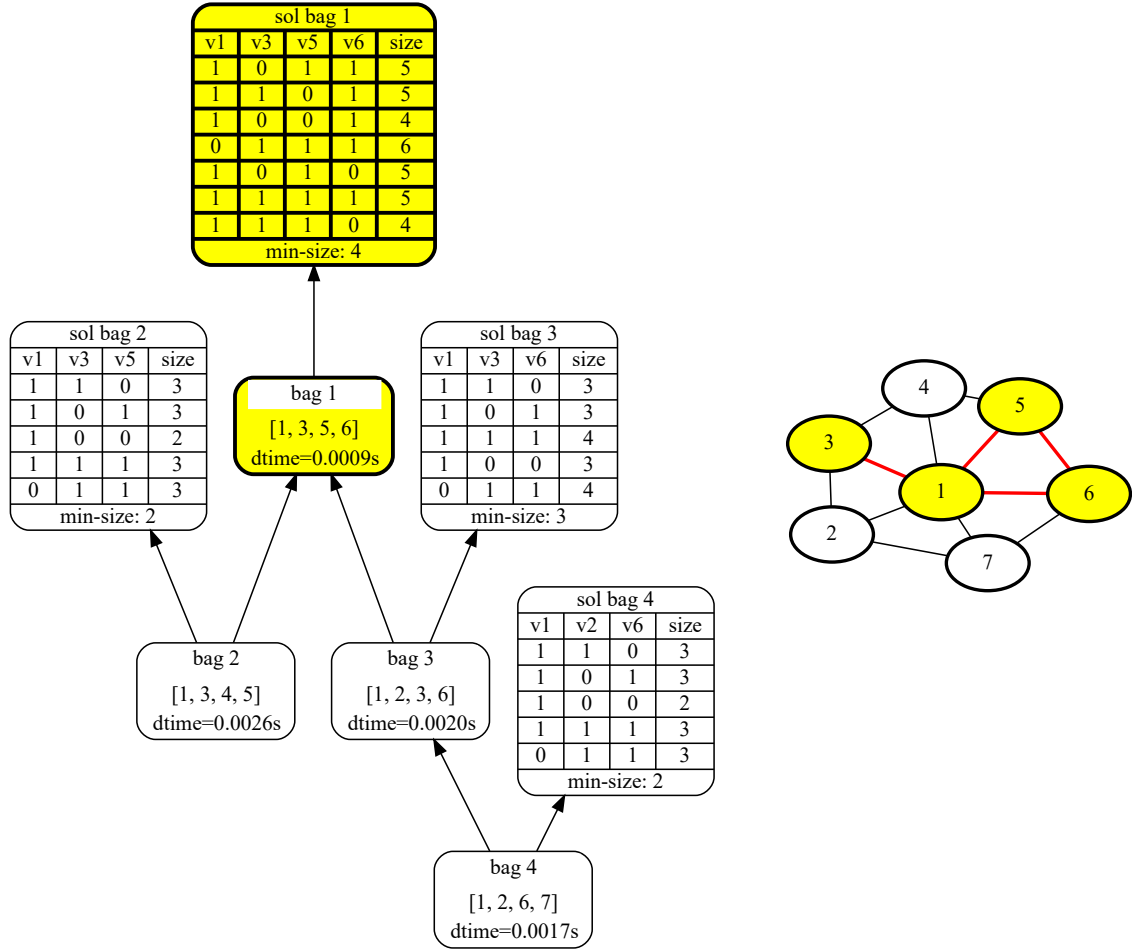 sol bag 1
v1 v3 v5 v6 size
1 0 1 1 5
1 1 0 1 5
1 0 0 1 4
0 1 1 1 6
1 0 1 0 5
1 1 1 1 5
1 1 1 0 4
min-size: 4
sol bag 2
v1 v3 v5 size
1 1 0 3
1 0 1 3
1 0 0 2
1 1 1 3
0 1 1 3
min-size: 2
bag 1
[1, 3, 5, 6]
dtime=0.0009s
sol bag 3
v1 v3 v6 size
1 1 0 3
1 0 1 3
1 1 1 4
1 0 0 3
0 1 1 4
min-size: 3
bag 2
[1, 3, 4, 5]
dtime=0.0026s
bag 3
[1, 2, 3, 6]
dtime=0.0020s
sol bag 4
v1 v2 v6 size
1 1 0 3
1 0 1 3
1 0 0 2
1 1 1 3
0 1 1 3
min-size: 2
bag 4
[1, 2, 6, 7]
dtime=0.0017s
4
5
3
1
6
2
7